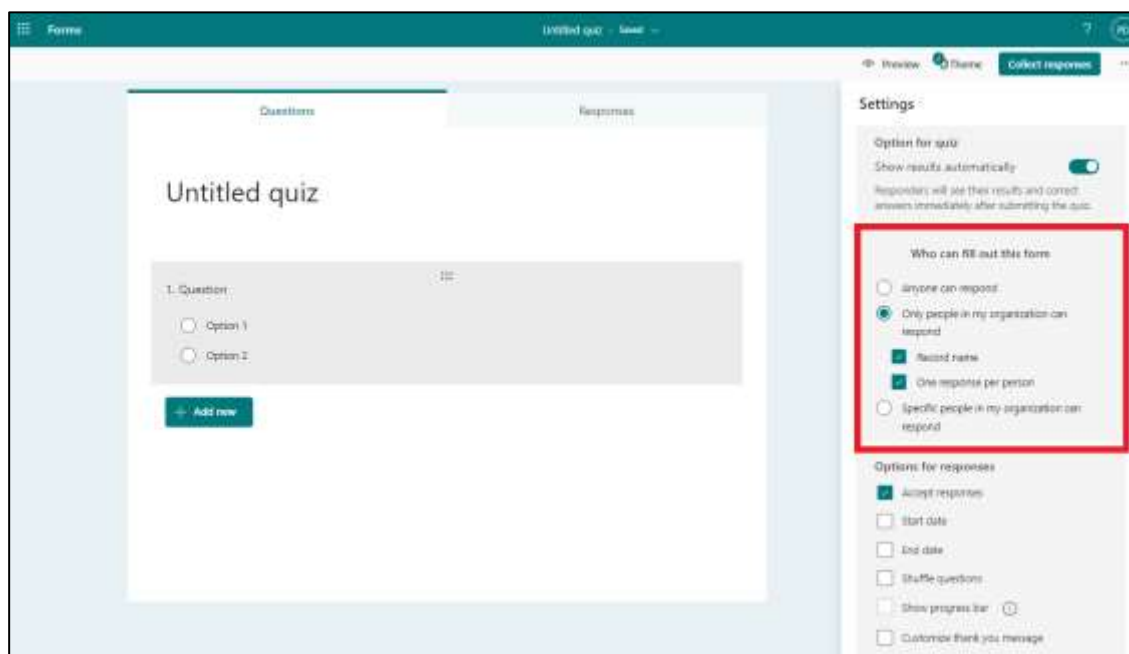 Forms
Untitled quiz - Saved
?
Preview
Theme
Collect responses
Questions
Responses
Untitled quiz
1. Question
Option 1
Option 2
+ Add new
Settings
Option for quiz
Show results automatically
Responders will see their results and correct
answers immediately after submitting the quiz.
Who can fill out this form
Anyone can respond
Only people in my organization can
respond
Record name
One response per person
Specific people in my organization can
respond
Options for responses
Accept responses
Start date
End date
Shuffle questions
Show progress bar
Customize thank you message